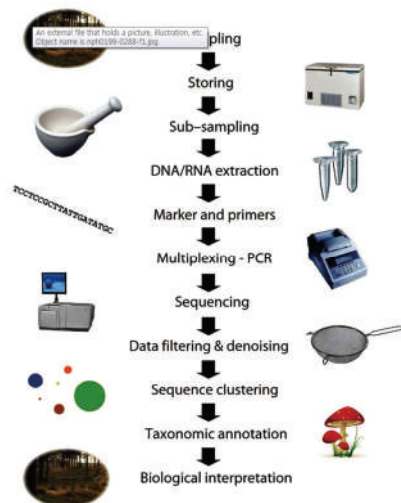 An external file that holds a picture, illustration, etc.
Object name is nph0199-0288-f1.jpg
pling
Storing
Sub-sampling
DNA/RNA extraction
TCCTCCGCTTATTGATATGC
Marker and primers
Multiplexing - PCR
Sequencing
Data filtering & denoising
Sequence clustering
Taxonomic annotation
Biological interpretation